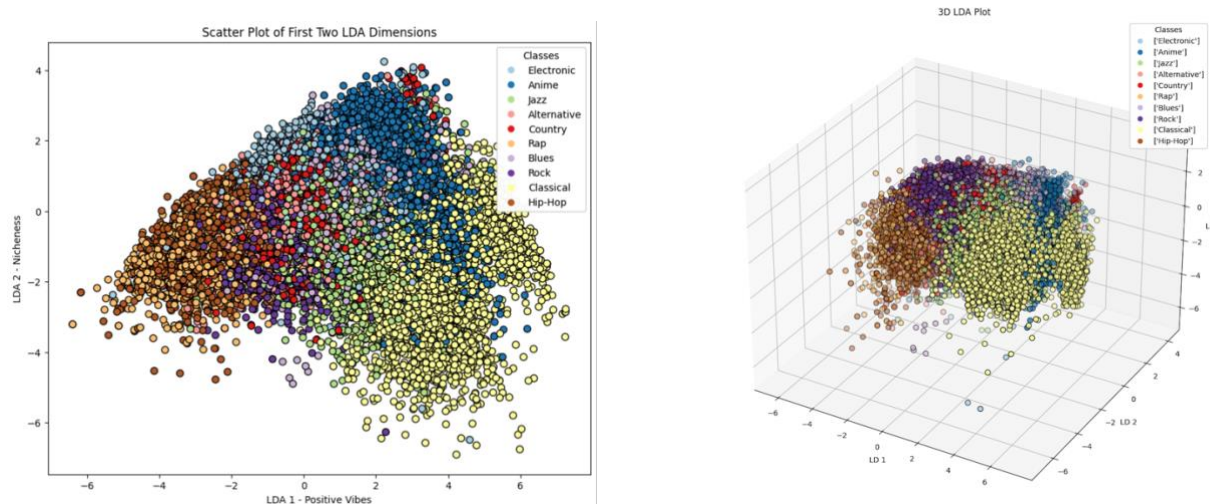 Scatter Plot of First Two LDA Dimensions
Classes
Electronic
Anime
Jazz
Alternative
Country
Rap
Blues
Rock
Classical
Hip-Hop
4
2
0
−2
−4
−6
LDA 2 - Nicheness
−6
−4
−2
0
2
4
6
LDA 1 - Positive Vibes
3D LDA Plot
Classes
['Electronic']
['Anime']
['Jazz']
['Alternative']
['Country']
['Rap']
['Blues']
['Rock']
['Classical']
['Hip-Hop']
2
0
−2
−4
−6
L
4
2
0
−2
−4
−6
LD 2
−6
−4
−2
0
2
4
6
LD 1